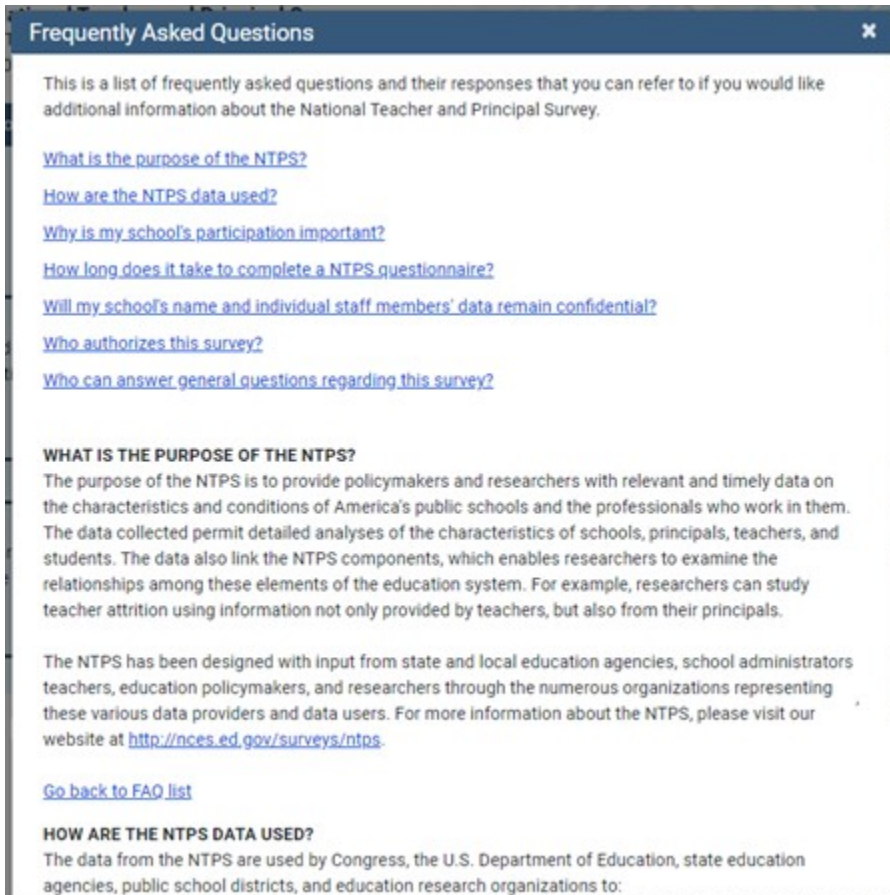 Frequently Asked Questions
This is a list of frequently asked questions and their responses that you can refer to if you would like
additional information about the National Teacher and Principal Survey.
What is the purpose of the NTPS?
How are the NTPS data used?
Why is my school's participation important?
How long does it take to complete a NTPS questionnaire?
Will my school's name and individual staff members' data remain confidential?
Who authorizes this survey?
Who can answer general questions regarding this survey?
WHAT IS THE PURPOSE OF THE NTPS?
The purpose of the NTPS is to provide policymakers and researchers with relevant and timely data on
the characteristics and conditions of America's public schools and the professionals who work in them.
The data collected permit detailed analyses of the characteristics of schools, principals, teachers, and
students. The data also link the NTPS components, which enables researchers to examine the
relationships among these elements of the education system. For example, researchers can study
teacher attrition using information not only provided by teachers, but also from their principals.
The NTPS has been designed with input from state and local education agencies, school administrators
teachers, education policymakers, and researchers through the numerous organizations representing
these various data providers and data users. For more information about the NTPS, please visit our
website at http://nces.ed.gov/surveys/ntps.
Go back to FAQ list
HOW ARE THE NTPS DATA USED?
The data from the NTPS are used by Congress, the U.S. Department of Education, state education
agencies, public school districts, and education research organizations to: